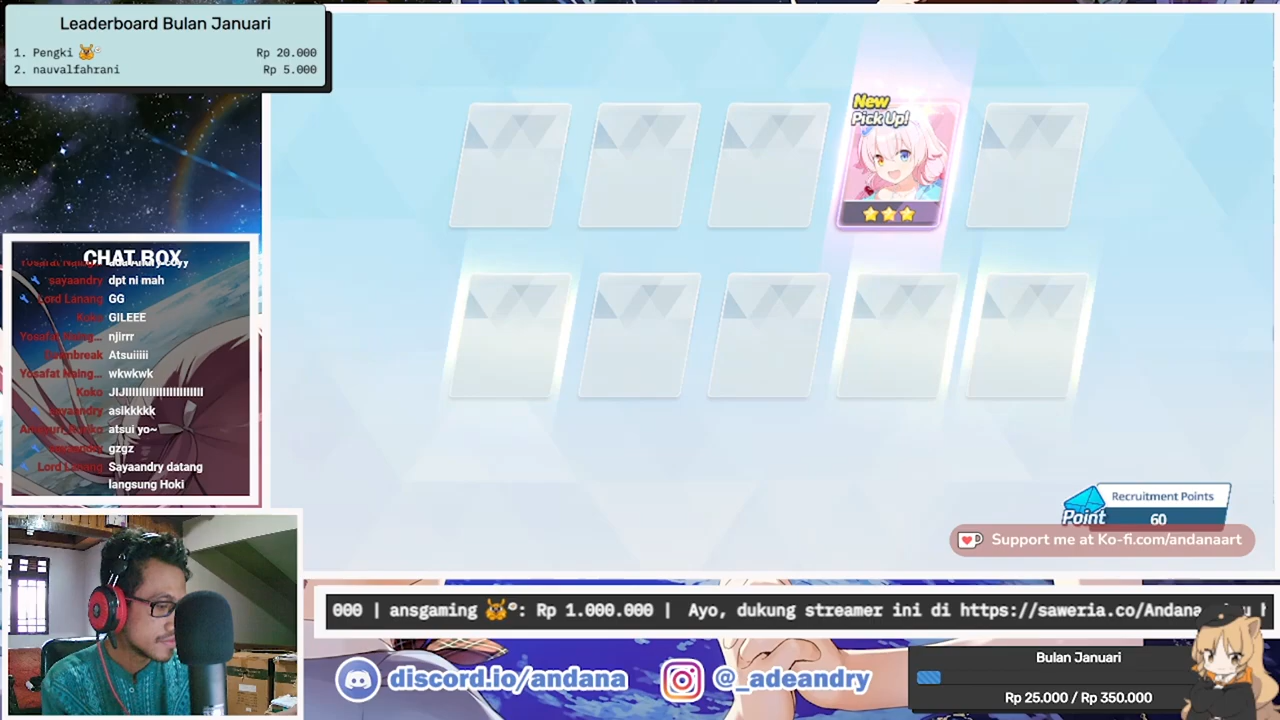 Leaderboard Bulan Januari
1. Pengki Rp 20.000
2. nauvalfahrani Rp 5.000
New
Pick Up!
CHAT BOX
sayaandry dpt ni mah
Lord Lanang GG
Koko GILEEE
Yosafat Naing... njirrr
Atsuiiiii
Yosafat Naing... wkwkwk
Koko
asikkkkk
atsui yo~
gzgz
Lord Lanang Sayaandry datang
langsung Hoki
Recruitment Points
Point 60
Support me at Ko-fi.com/andanaart
000 | ansgaming : Rp 1.000.000 | Ayo, dukung streamer ini di https://saweria.co/Andana
discord.io/andana @_adeandry
Bulan Januari
Rp 25.000 / Rp 350.000